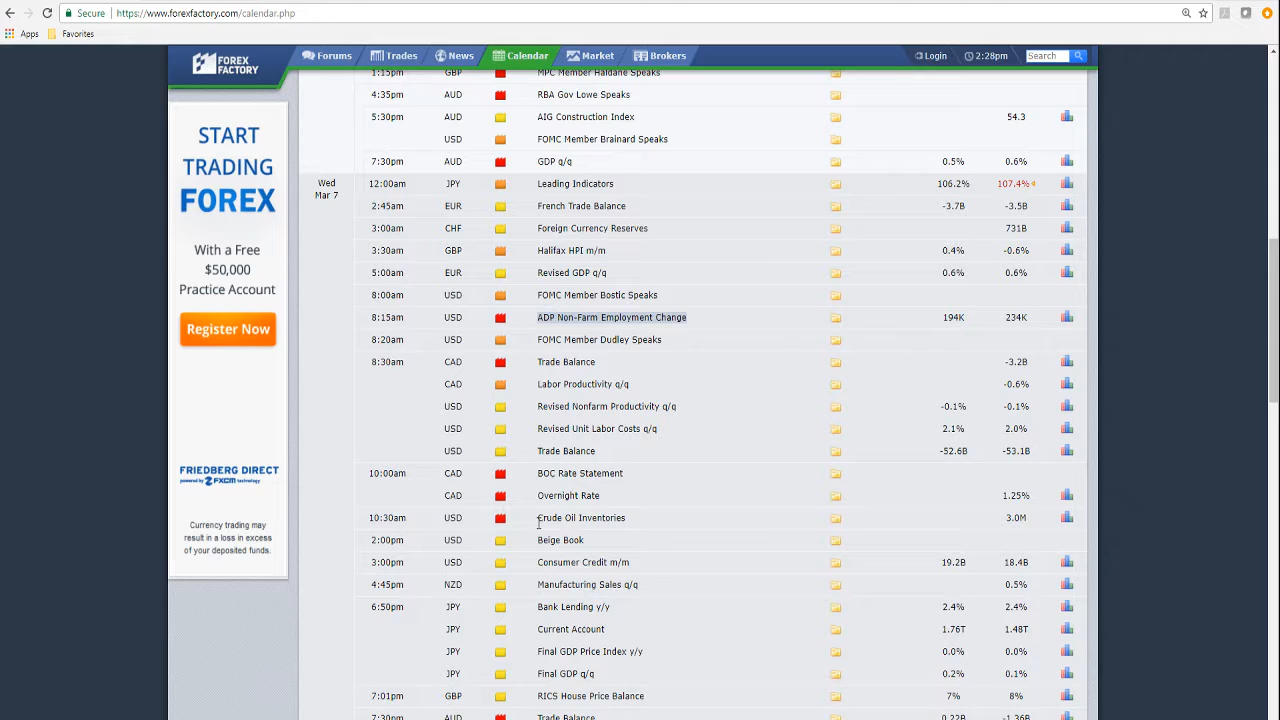 Secure https://www.forexfactory.com/calendar.php
Apps Favorites
FOREX FACTORY Forums Trades News Calendar Market Brokers Login 2:28pm Search
START
TRADING
FOREX
With a Free
$50,000
Practice Account
Register Now
FRIEDBERG DIRECT
powered by FXCM technology
Currency trading may
result in a loss in excess
of your deposited funds.
1:15pm GBP MPC Member Haldane Speaks
4:35pm AUD RBA Gov Lowe Speaks
5:30pm AUD AIG Construction Index 54.3
USD FOMC Member Brainard Speaks
7:30pm AUD GDP q/q 0.5% 0.6%
Wed
Mar 7
12:00am JPY Leading Indicators 106.2% 107.4%
2:45am EUR French Trade Balance -3.7B -3.5B
3:00am CHF Foreign Currency Reserves 731B
3:30am GBP Halifax HPI m/m 0.4% -0.6%
5:00am EUR Revised GDP q/q 0.6% 0.6%
8:00am USD FOMC Member Bostic Speaks
8:15am USD ADP Non-Farm Employment Change 194K 234K
8:20am USD FOMC Member Dudley Speaks
8:30am CAD Trade Balance -3.2B
CAD Labor Productivity q/q -0.6%
USD Revised Nonfarm Productivity q/q -0.1% -0.1%
USD Revised Unit Labor Costs q/q 2.1% 2.0%
USD Trade Balance -52.6B -53.1B
10:00am CAD BOC Rate Statement
CAD Overnight Rate 1.25%
10:30am USD Crude Oil Inventories 3.0M
2:00pm USD Beige Book
3:00pm USD Consumer Credit m/m 19.2B 18.4B
4:45pm NZD Manufacturing Sales q/q 0.5%
6:50pm JPY Bank Lending y/y 2.4% 2.4%
JPY Current Account 1.76T 1.48T
JPY Final GDP Price Index y/y 0.0% 0.0%
JPY Final GDP q/q 0.2% 0.1%
7:01pm GBP RICS House Price Balance 7% 8%
7:30pm AUD Trade Balance 0.22B -1.36B